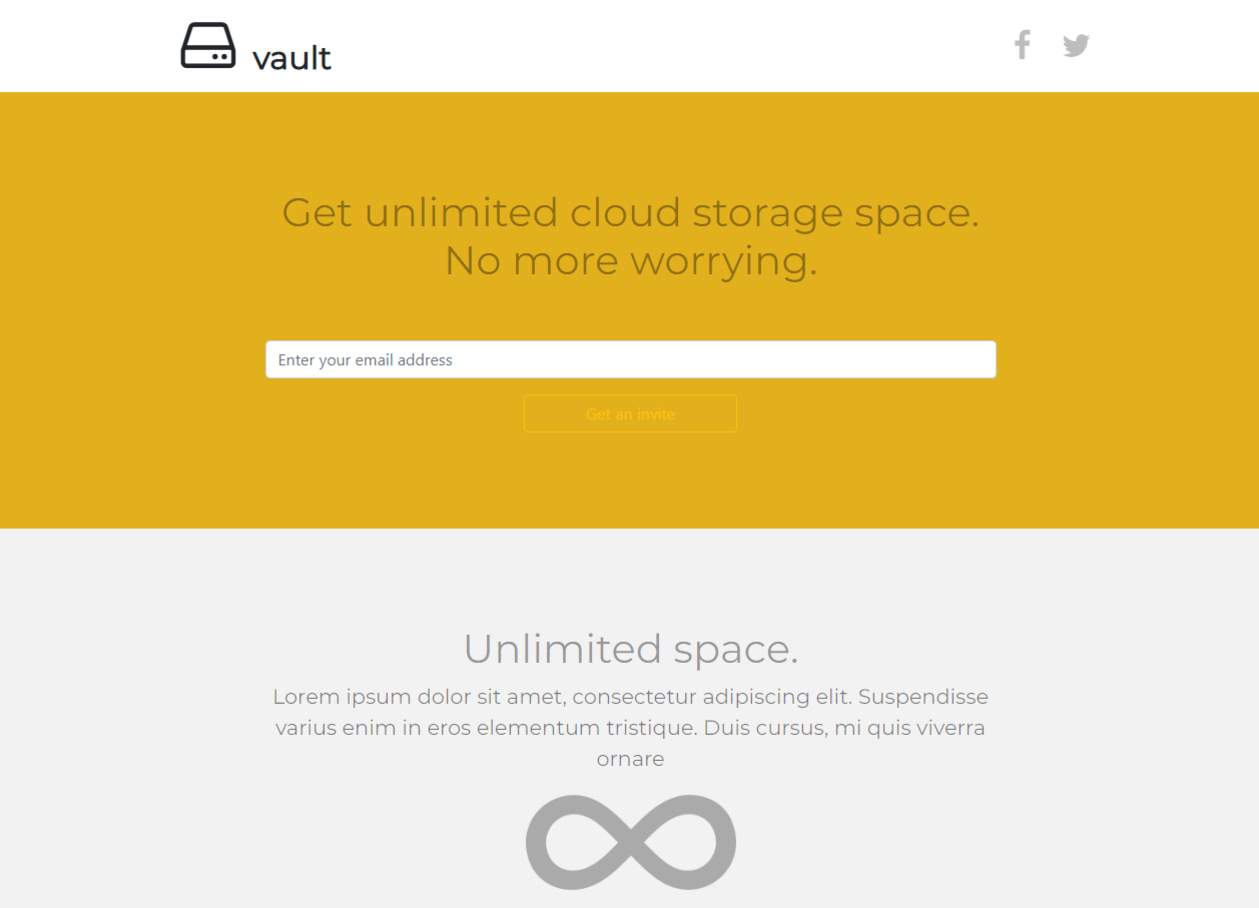 vault
Get unlimited cloud storage space.
No more worrying.
Enter your email address
Get an invite
Unlimited space.
Lorem ipsum dolor sit amet, consectetur adipiscing elit. Suspendisse
varius enim in eros elementum tristique. Duis cursus, mi quis viverra
ornare